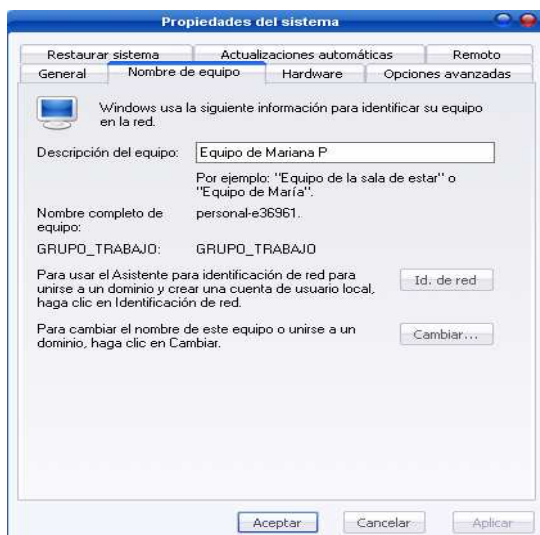 Propiedades del sistema
Restaurar sistema Actualizaciones automáticas Remoto
General Nombre de equipo Hardware Opciones avanzadas
Windows usa la siguiente información para identificar su equipo
en la red.
Descripción del equipo: Equipo de Mariana P
Por ejemplo: "Equipo de la sala de estar" o
"Equipo de María".
Nombre completo de personal-e36961.
equipo:
GRUPO_TRABAJO: GRUPO_TRABAJO
Para usar el Asistente para identificación de red para
unirse a un dominio y crear una cuenta de usuario local,
haga clic en Identificación de red.
Id. de red
Para cambiar el nombre de este equipo o unirse a un
dominio, haga clic en Cambiar.
Cambiar...
Aceptar Cancelar Aplicar